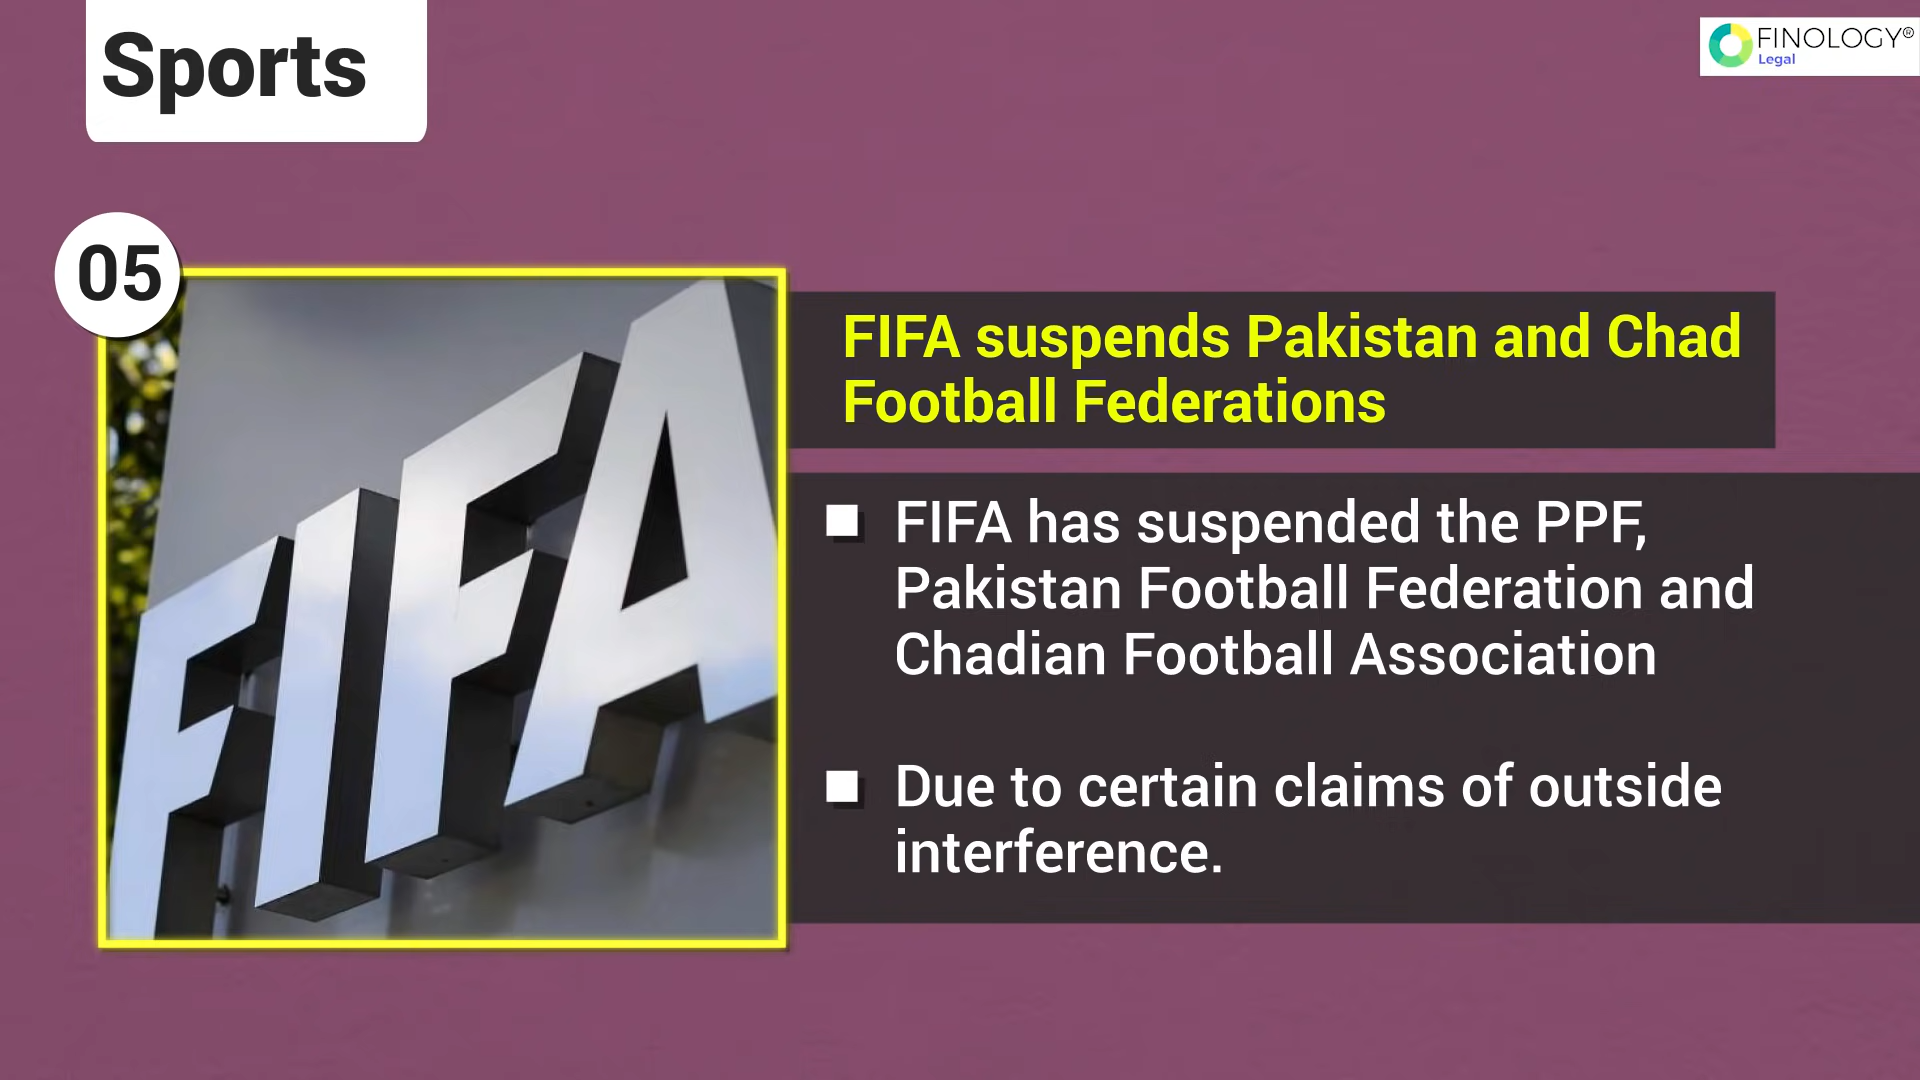 Sports
FINOLOGY®
Legal
05
FIFA
FIFA suspends Pakistan and Chad
Football Federations
FIFA has suspended the PPF,
Pakistan Football Federation and
Chadian Football Association
Due to certain claims of outside
interference.